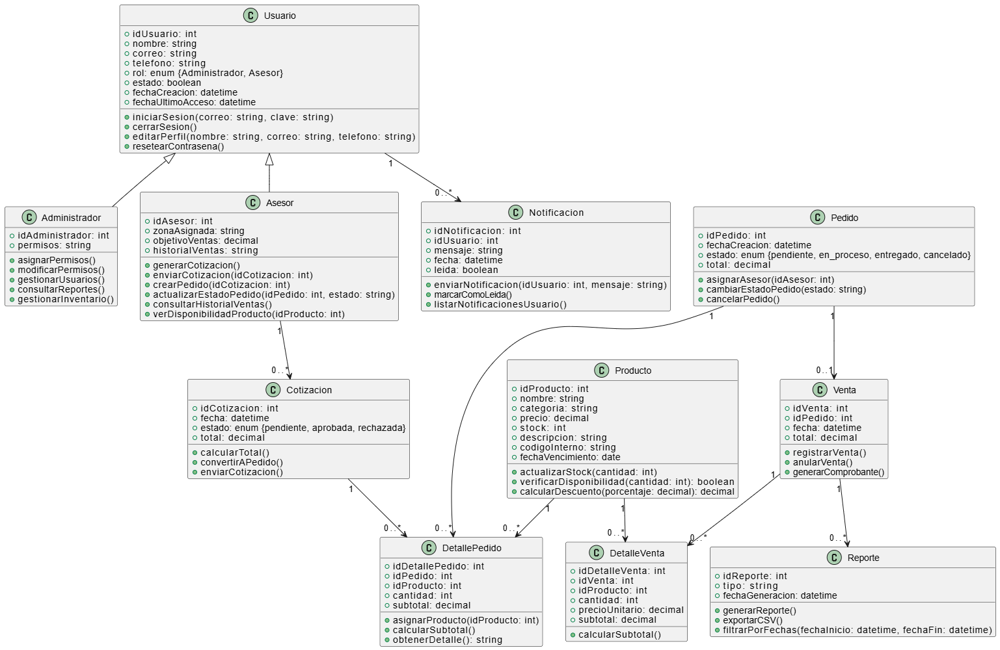 C Usuario
idUsuario: int
nombre: string
correo: string
telefono: string
rol: enum {Administrador, Asesor}
estado: boolean
fechaCreacion: datetime
fechaUltimoAcceso: datetime
iniciarSesion(correo: string, clave: string)
cerrarSesion()
editarPerfil(nombre: string, correo: string, telefono: string)
resetearContrasena()
1
0..*
C Administrador
idAdministrador: int
permisos: string
asignarPermisos()
modificarPermisos()
gestionarUsuarios()
consultarReportes()
gestionarInventario()
C Asesor
idAsesor: int
zonaAsignada: string
objetivoVentas: decimal
historialVentas: string
generarCotizacion()
enviarCotizacion(idCotizacion: int)
crearPedido(idCotizacion: int)
actualizarEstadoPedido(idPedido: int, estado: string)
consultarHistorialVentas()
verDisponibilidadProducto(idProducto: int)
1
0..*
C Notificacion
idNotificacion: int
idUsuario: int
mensaje: string
fecha: datetime
leida: boolean
enviarNotificacion(idUsuario: int, mensaje: string)
marcarComoLeida()
listarNotificacionesUsuario()
C Pedido
idPedido: int
fechaCreacion: datetime
estado: enum {pendiente, en_proceso, entregado, cancelado}
total: decimal
asignarAsesor(idAsesor: int)
cambiarEstadoPedido(estado: string)
cancelarPedido()
1
1
0..*
0..1
C Cotizacion
idCotizacion: int
fecha: datetime
estado: enum {pendiente, aprobada, rechazada}
total: decimal
calcularTotal()
convertirAPedido()
enviarCotizacion()
1
0..*
C Producto
idProducto: int
nombre: string
categoria: string
precio: decimal
stock: int
descripcion: string
codigoInterno: string
fechaVencimiento: date
actualizarStock(cantidad: int)
verificarDisponibilidad(cantidad: int): boolean
calcularDescuento(porcentaje: decimal): decimal
1
1
0..*
0..*
C Venta
idVenta: int
idPedido: int
fecha: datetime
total: decimal
registrarVenta()
anularVenta()
generarComprobante()
1
1
0..*
0..*
C DetallePedido
idDetallePedido: int
idPedido: int
idProducto: int
cantidad: int
subtotal: decimal
asignarProducto(idProducto: int)
calcularSubtotal()
obtenerDetalle(): string
C DetalleVenta
idDetalleVenta: int
idVenta: int
idProducto: int
cantidad: int
precioUnitario: decimal
subtotal: decimal
calcularSubtotal()
C Reporte
idReporte: int
tipo: string
fechaGeneracion: datetime
generarReporte()
exportarCSV()
filtrarPorFechas(fechaInicio: datetime, fechaFin: datetime)